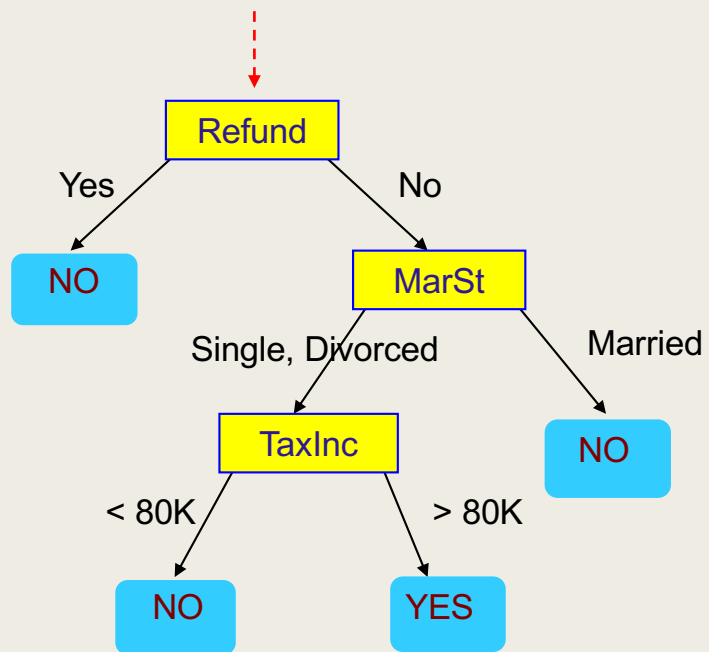 Refund
Yes
No
NO
MarSt
Single, Divorced
Married
TaxInc
NO
< 80K
> 80K
NO
YES